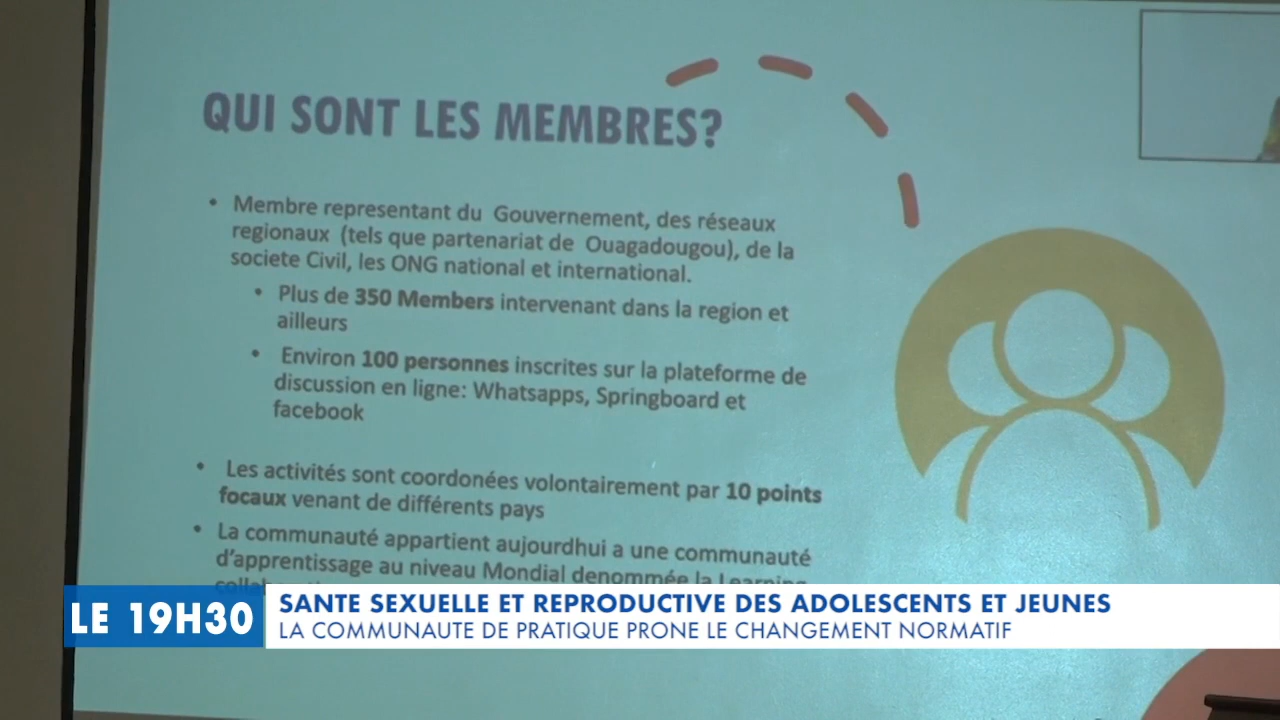 QUI SONT LES MEMBRES?
• Membre representant du Gouvernement, des réseaux
regionaux (tels que partenariat de Ouagadougou), de la
societe Civil, les ONG national et international.
• Plus de 350 Members intervenant dans la region et
ailleurs
• Environ 100 personnes inscrites sur la plateforme de
discussion en ligne: Whatsapps, Springboard et
facebook
• Les activités sont coordonées volontairement par 10 points
focaux venant de différents pays
• La communauté appartient aujourdhui a une communauté
d'apprentissage au niveau Mondial denommée la Learning
LE 19H30
SANTE SEXUELLE ET REPRODUCTIVE DES ADOLESCENTS ET JEUNES
LA COMMUNAUTE DE PRATIQUE PRONE LE CHANGEMENT NORMATIF